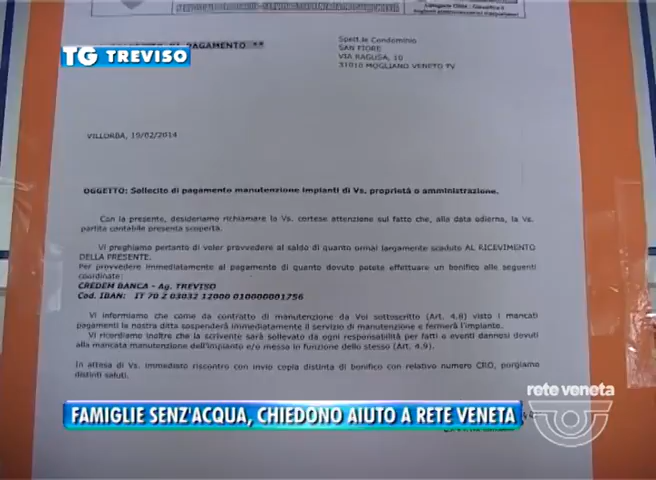 TG TREVISO
PAGAMENTO **
Spett.le Condominio
SAN FIORE
VIA RAGUSA, 10
31010 MOGLIANO VENETO TV
VILLORBA, 19/02/2014
OGGETTO: Sollecito di pagamento manutenzione impianti di Vs. proprietà o amministrazione.
Con la presente, desideriamo richiamare la Vs. cortese attenzione sul fatto che, alla data odierna, la Vs.
partita contabile presenta scoperta.
Vi preghiamo pertanto di voler provvedere al saldo di quanto ormai largamente scaduto AL RICEVIMENTO
DELLA PRESENTE.
Per provvedere immediatamente al pagamento di quanto dovuto potete effettuare un bonifico alle seguenti
coordinate:
CREDEM BANCA - Ag. TREVISO
Cod. IBAN: IT 70 Z 03032 12000 010000001756
Vi informiamo che come da contratto di manutenzione da Voi sottoscritto (Art. 4.8) visto i mancati
pagamenti la nostra ditta sospenderà immediatamente il servizio di manutenzione e fermerà l'impianto.
Vi ricordiamo inoltre che la scrivente sarà sollevato da ogni responsabilità per fatti o eventi dannosi dovuti
alla mancata manutenzione dell'impianto e/o messa in funzione dello stesso (Art. 4.9).
In attesa di Vs. immediato riscontro con invio copia distinta di bonifico con relativo numero CRO, porgiamo
distinti saluti.
rete veneta
FAMIGLIE SENZ'ACQUA, CHIEDONO AIUTO A RETE VENETA